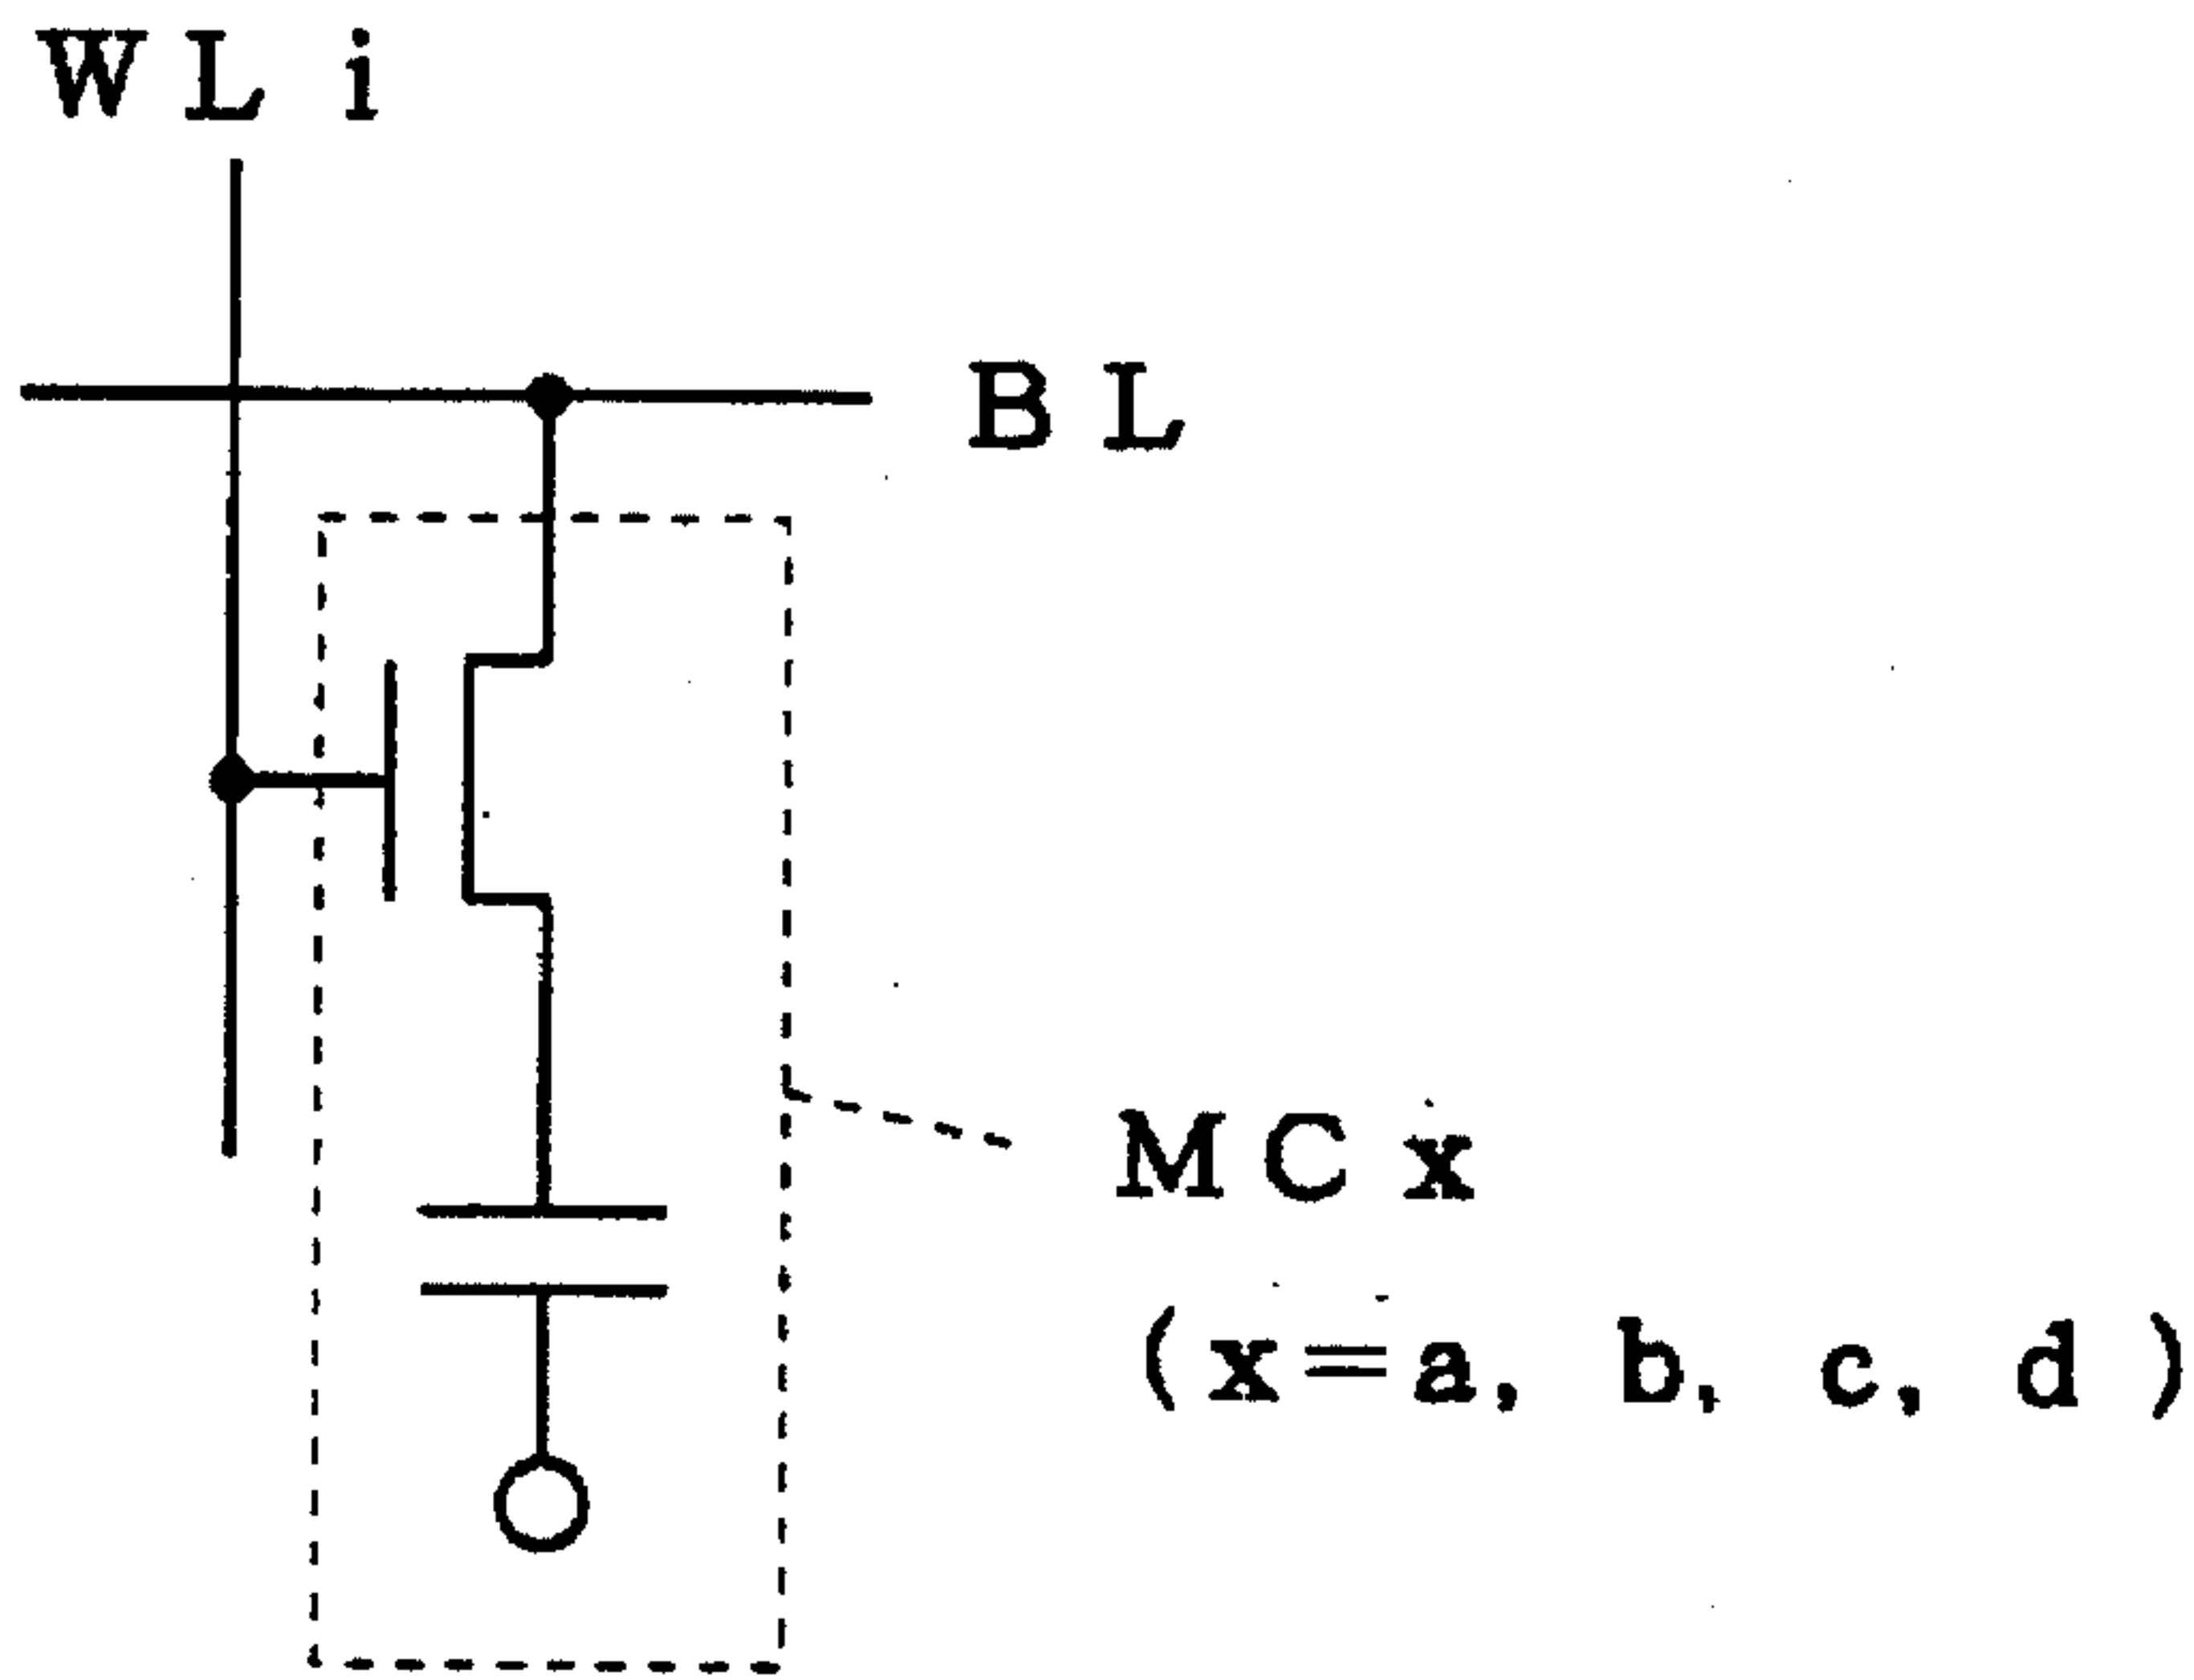 WLi
BL
MCx
(x=a, b, c, d)